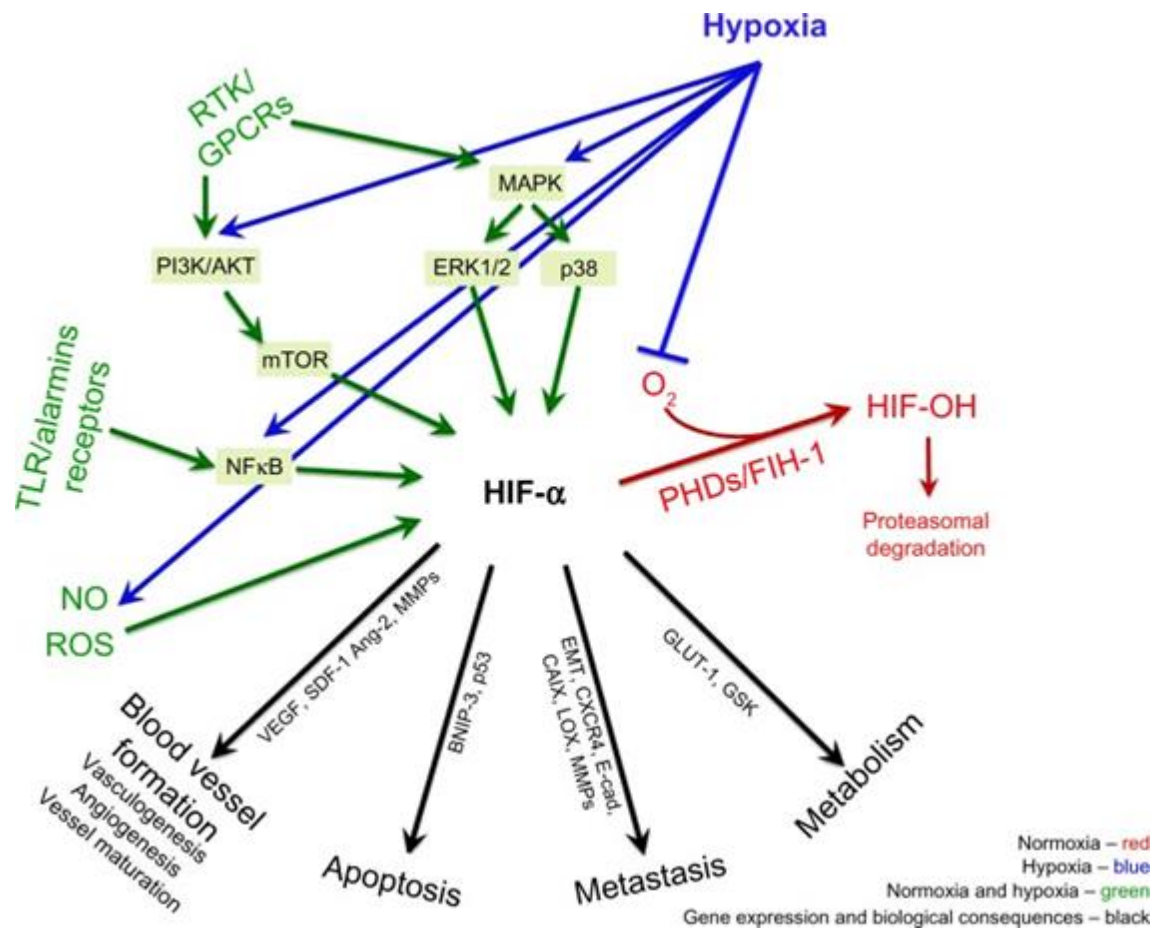 Hypoxia
RTK/
GPCRs
MAPK
PI3K/AKT
ERK1/2
p38
mTOR
TLR/alarmins
receptors
NFκB
O₂
HIF-OH
PHDs/FIH-1
HIF-α
Proteasomal
degradation
NO
ROS
VEGF, SDF-1 Ang-2, MMPs
BNIP-3, p53
EMT, CXCR4, E-cad,
CAIX, LOX, MMPs
GLUT-1, GSK
Blood vessel
formation
Vasculogenesis
Angiogenesis
Vessel maturation
Apoptosis
Metastasis
Metabolism
Normoxia – red
Hypoxia – blue
Normoxia and hypoxia – green
Gene expression and biological consequences – black